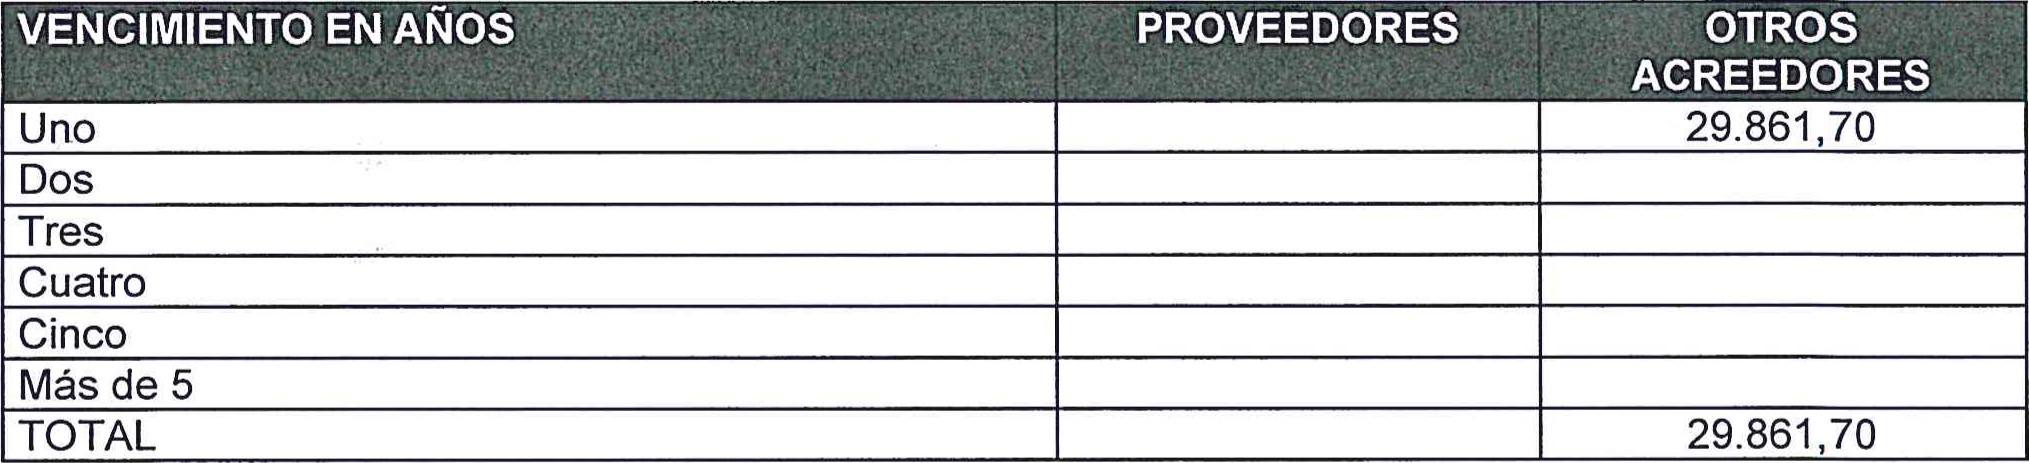 VENCIMIENTO EN AÑOS PROVEEDORES OTROS
ACREEDORES
Uno 29.861,70
Dos
Tres
Cuatro
Cinco
Más de 5
TOTAL 29.861,70